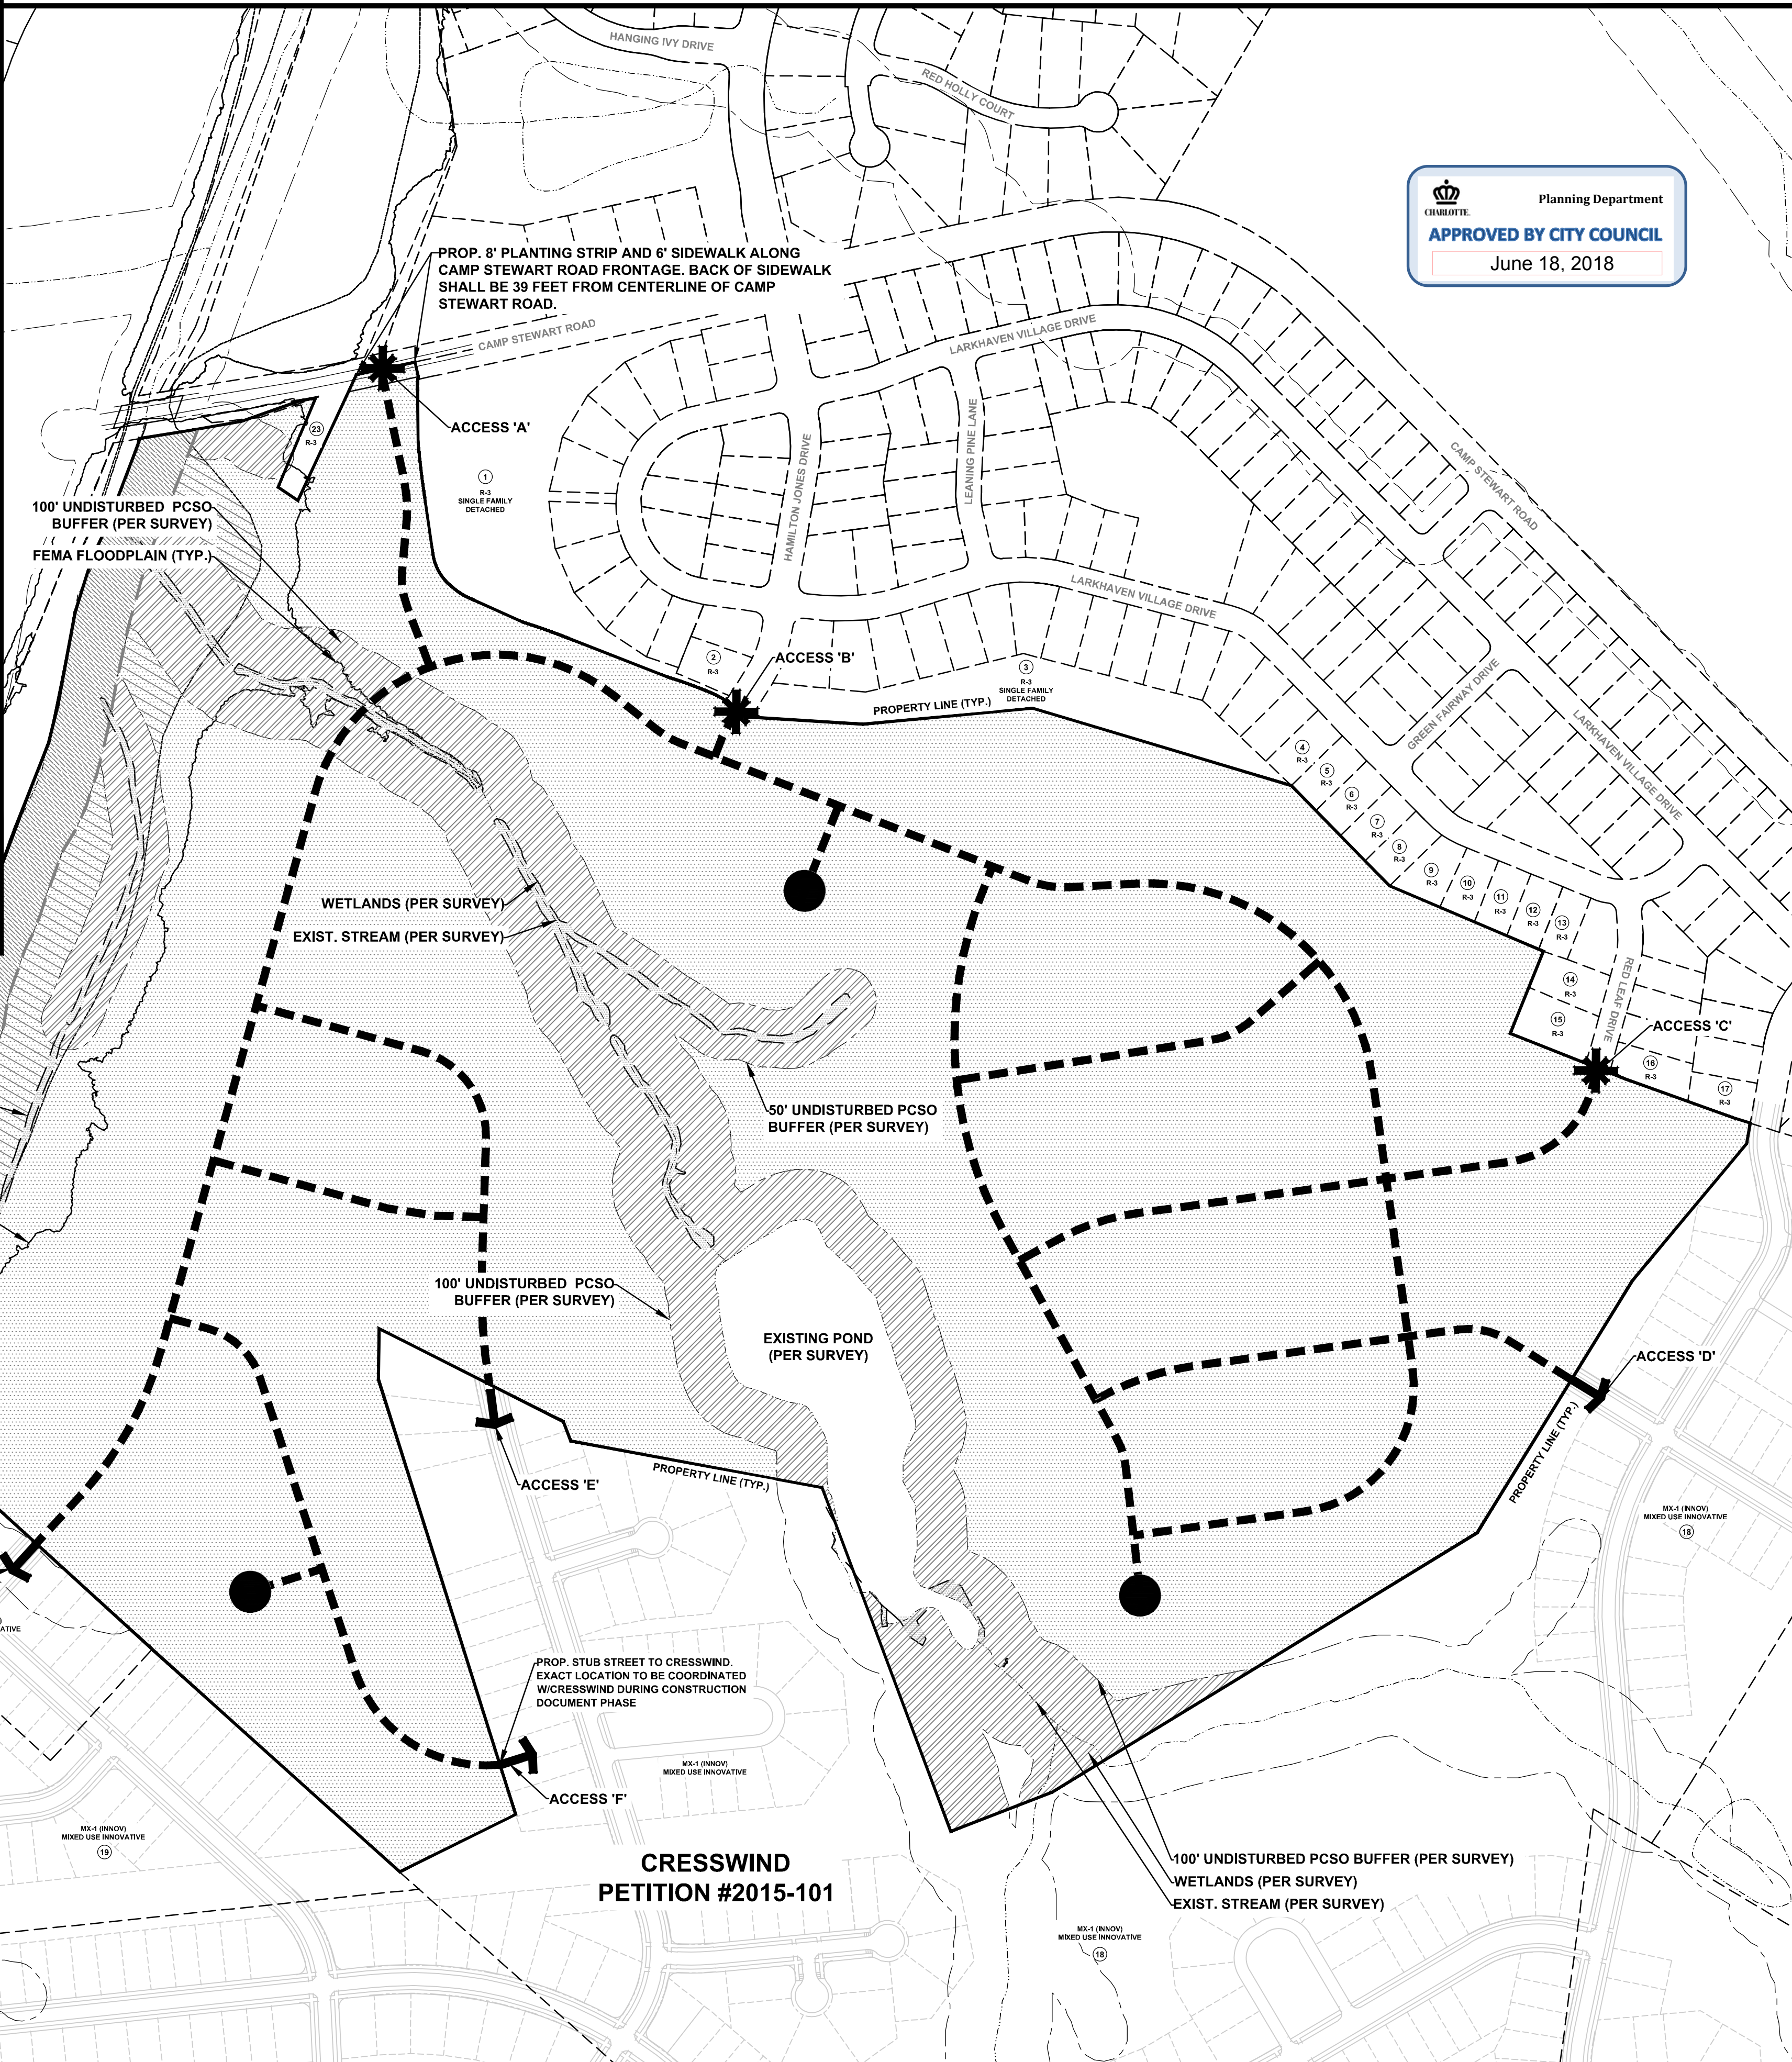 HANGING IVY DRIVE
RED HOLLY COURT
CHARLOTTE.
Planning Department
APPROVED BY CITY COUNCIL
June 18, 2018
PROP. 8' PLANTING STRIP AND 6' SIDEWALK ALONG
CAMP STEWART ROAD FRONTAGE. BACK OF SIDEWALK
SHALL BE 39 FEET FROM CENTERLINE OF CAMP
STEWART ROAD.
CAMP STEWART ROAD
LARKHAVEN VILLAGE DRIVE
23
R-3
ACCESS 'A'
1
R-3
SINGLE FAMILY
DETACHED
HAMILTON JONES DRIVE
LEANING PINE LANE
CAMP STEWART ROAD
100' UNDISTURBED PCSO
BUFFER (PER SURVEY)
FEMA FLOODPLAIN (TYP.)
LARKHAVEN VILLAGE DRIVE
2
R-3
ACCESS 'B'
3
R-3
SINGLE FAMILY
DETACHED
PROPERTY LINE (TYP.)
GREEN FAIRWAY DRIVE
LARKHAVEN VILLAGE DRIVE
4
R-3
5
R-3
6
R-3
7
R-3
8
R-3
9
R-3
10
R-3
11
R-3
12
R-3
13
R-3
14
R-3
15
R-3
RED LEAF DRIVE
ACCESS 'C'
16
R-3
17
R-3
WETLANDS (PER SURVEY)
EXIST. STREAM (PER SURVEY)
50' UNDISTURBED PCSO
BUFFER (PER SURVEY)
100' UNDISTURBED PCSO
BUFFER (PER SURVEY)
EXISTING POND
(PER SURVEY)
ACCESS 'D'
PROPERTY LINE (TYP.)
ACCESS 'E'
PROPERTY LINE (TYP.)
MX-1 (INNOV)
MIXED USE INNOVATIVE
18
ATIVE
PROP. STUB STREET TO CRESSWIND.
EXACT LOCATION TO BE COORDINATED
W/CRESSWIND DURING CONSTRUCTION
DOCUMENT PHASE
MX-1 (INNOV)
MIXED USE INNOVATIVE
ACCESS 'F'
MX-1 (INNOV)
MIXED USE INNOVATIVE
19
CRESSWIND
PETITION #2015-101
100' UNDISTURBED PCSO BUFFER (PER SURVEY)
WETLANDS (PER SURVEY)
EXIST. STREAM (PER SURVEY)
MX-1 (INNOV)
MIXED USE INNOVATIVE
18